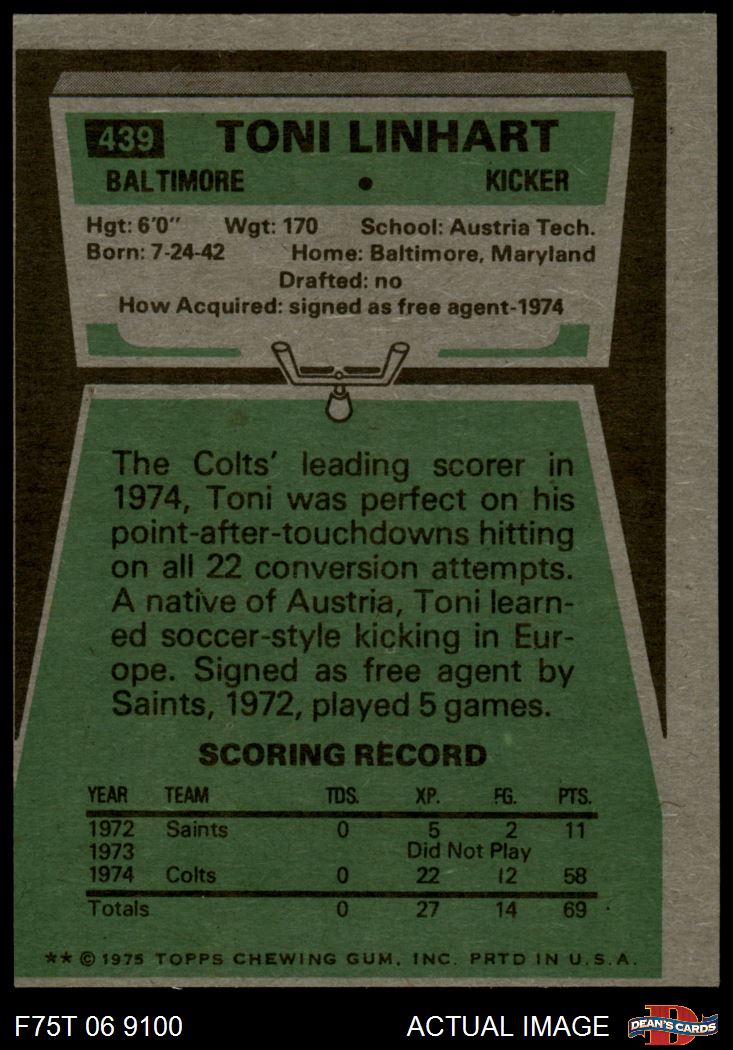 439 TONI LINHART
BALTIMORE • KICKER
Hgt: 6'0" Wgt: 170 School: Austria Tech.
Born: 7-24-42 Home: Baltimore, Maryland
Drafted: no
How Acquired: signed as free agent-1974
The Colts' leading scorer in
1974, Toni was perfect on his
point-after-touchdowns hitting
on all 22 conversion attempts.
A native of Austria, Toni learn-
ed soccer-style kicking in Eur-
ope. Signed as free agent by
Saints, 1972, played 5 games.
SCORING RECORD
YEAR TEAM TDS. XP. FG. PTS.
1972 Saints 0 5 2 11
1973 Did Not Play
1974 Colts 0 22 12 58
Totals 0 27 14 69
** © 1975 TOPPS CHEWING GUM, INC. PRTD IN U.S.A.
F75T 06 9100 ACTUAL IMAGE DEAN'S CARDS